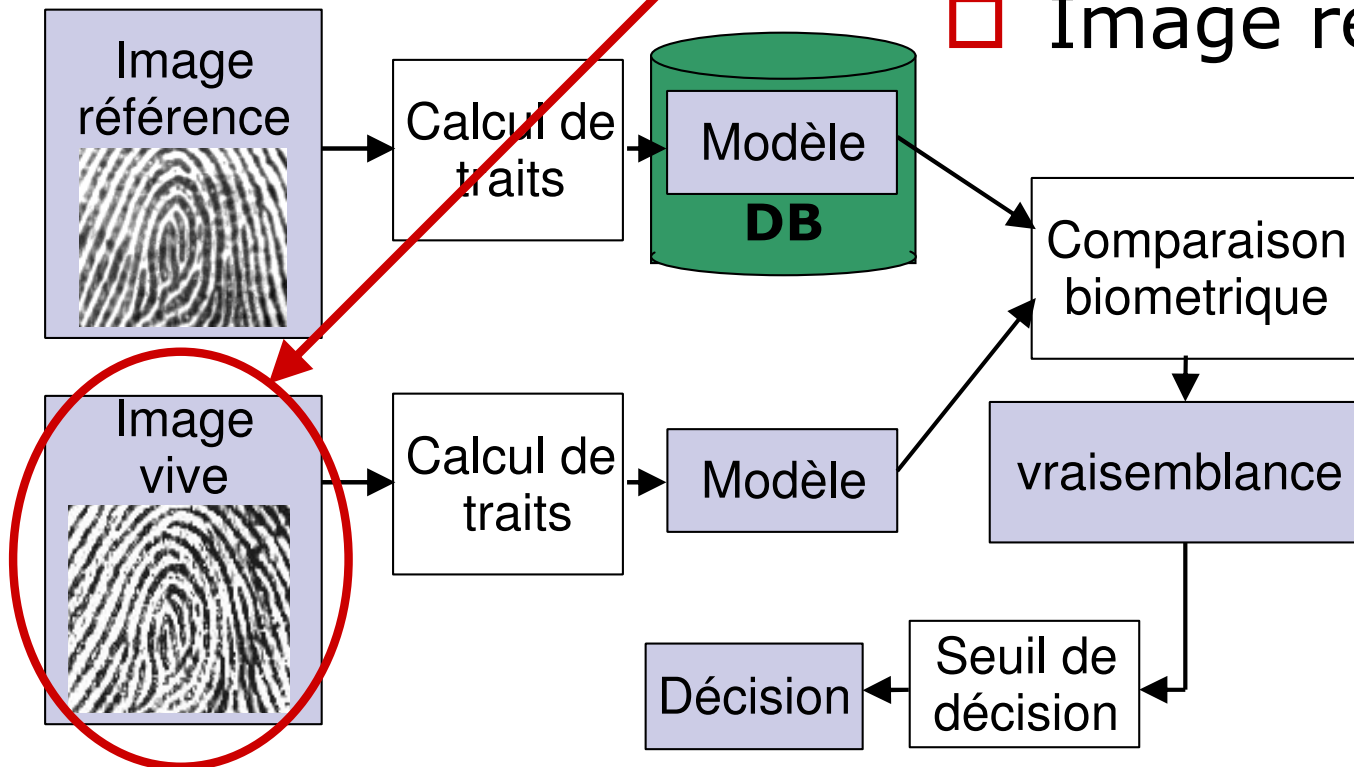 Image ré
Image
référence
Calcul de
traits
Modèle
DB
Comparaison
biometrique
Image
vive
Calcul de
traits
Modèle
vraisemblance
Décision
Seuil de
décision